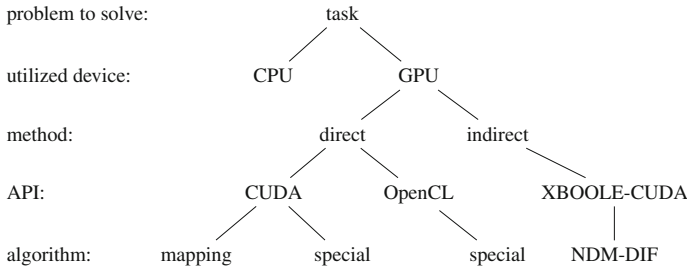 problem to solve: task
utilized device: CPU GPU
method: direct indirect
API: CUDA OpenCL XBOOLE-CUDA
algorithm: mapping special special NDM-DIF